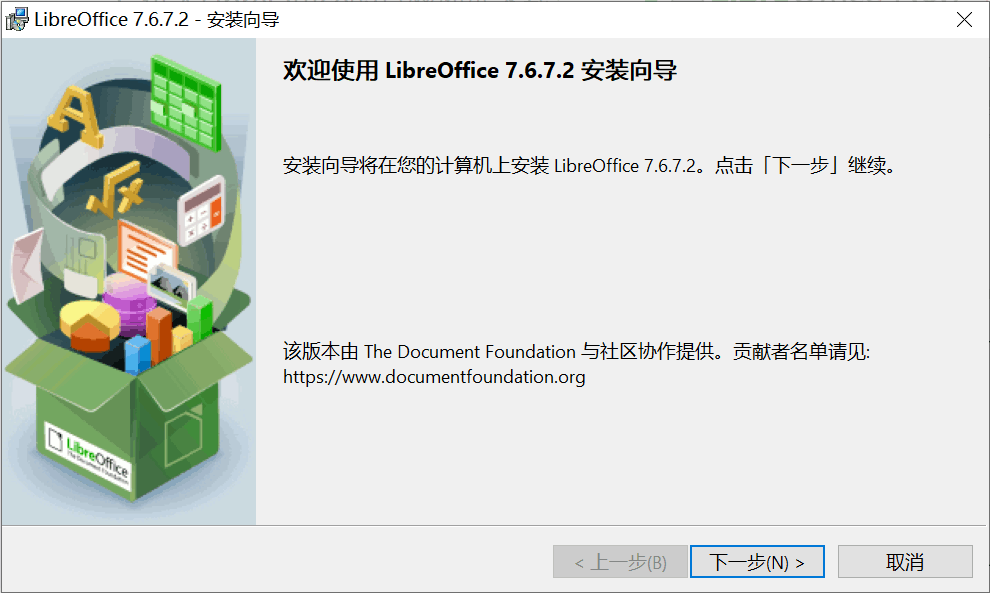 LibreOffice 7.6.7.2 - 安装向导
欢迎使用 LibreOffice 7.6.7.2 安装向导
安装向导将在您的计算机上安装 LibreOffice 7.6.7.2。点击「下一步」继续。
该版本由 The Document Foundation 与社区协作提供。贡献者名单请见:
https://www.documentfoundation.org
A
√x
LibreOffice
The Document Foundation
< 上一步(B)
下一步(N) >
取消